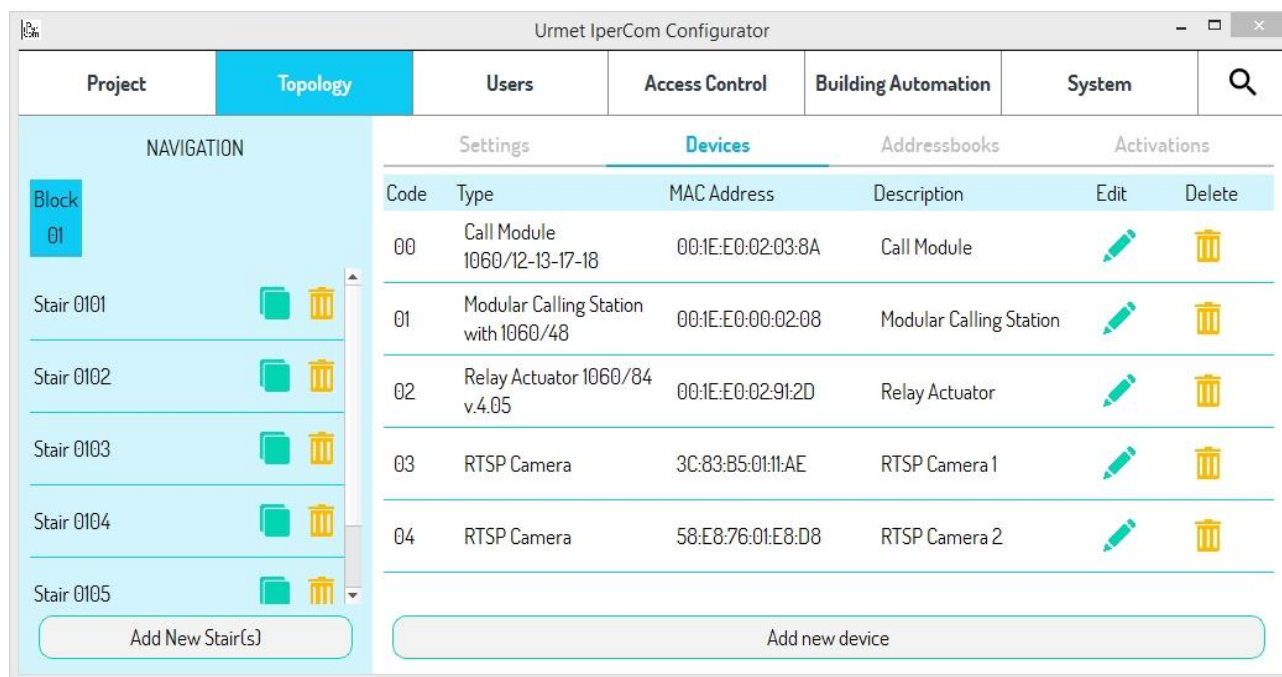 Urmet IperCom Configurator
Project Topology Users Access Control Building Automation System
NAVIGATION
Settings Devices Addressbooks Activations
Block
01
Code Type MAC Address Description Edit Delete
00 Call Module 1060/12-13-17-18 00:1E:E0:02:03:8A Call Module
01 Modular Calling Station with 1060/48 00:1E:E0:00:02:08 Modular Calling Station
02 Relay Actuator 1060/84 v.4.05 00:1E:E0:02:91:2D Relay Actuator
03 RTSP Camera 3C:83:B5:01:11:AE RTSP Camera 1
04 RTSP Camera 58:E8:76:01:E8:D8 RTSP Camera 2
Stair 0101
Stair 0102
Stair 0103
Stair 0104
Stair 0105
Add New Stair(s)
Add new device